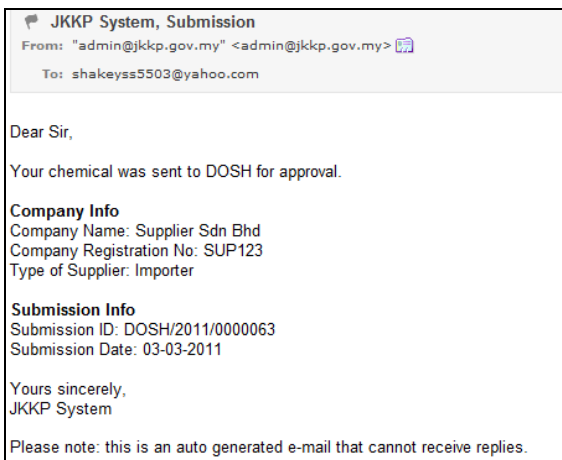 JKKP System, Submission
From: "admin@jkkp.gov.my" <admin@jkkp.gov.my>
To: shakeyss5503@yahoo.com
Dear Sir,
Your chemical was sent to DOSH for approval.
Company Info
Company Name: Supplier Sdn Bhd
Company Registration No: SUP123
Type of Supplier: Importer
Submission Info
Submission ID: DOSH/2011/0000063
Submission Date: 03-03-2011
Yours sincerely,
JKKP System
Please note: this is an auto generated e-mail that cannot receive replies.